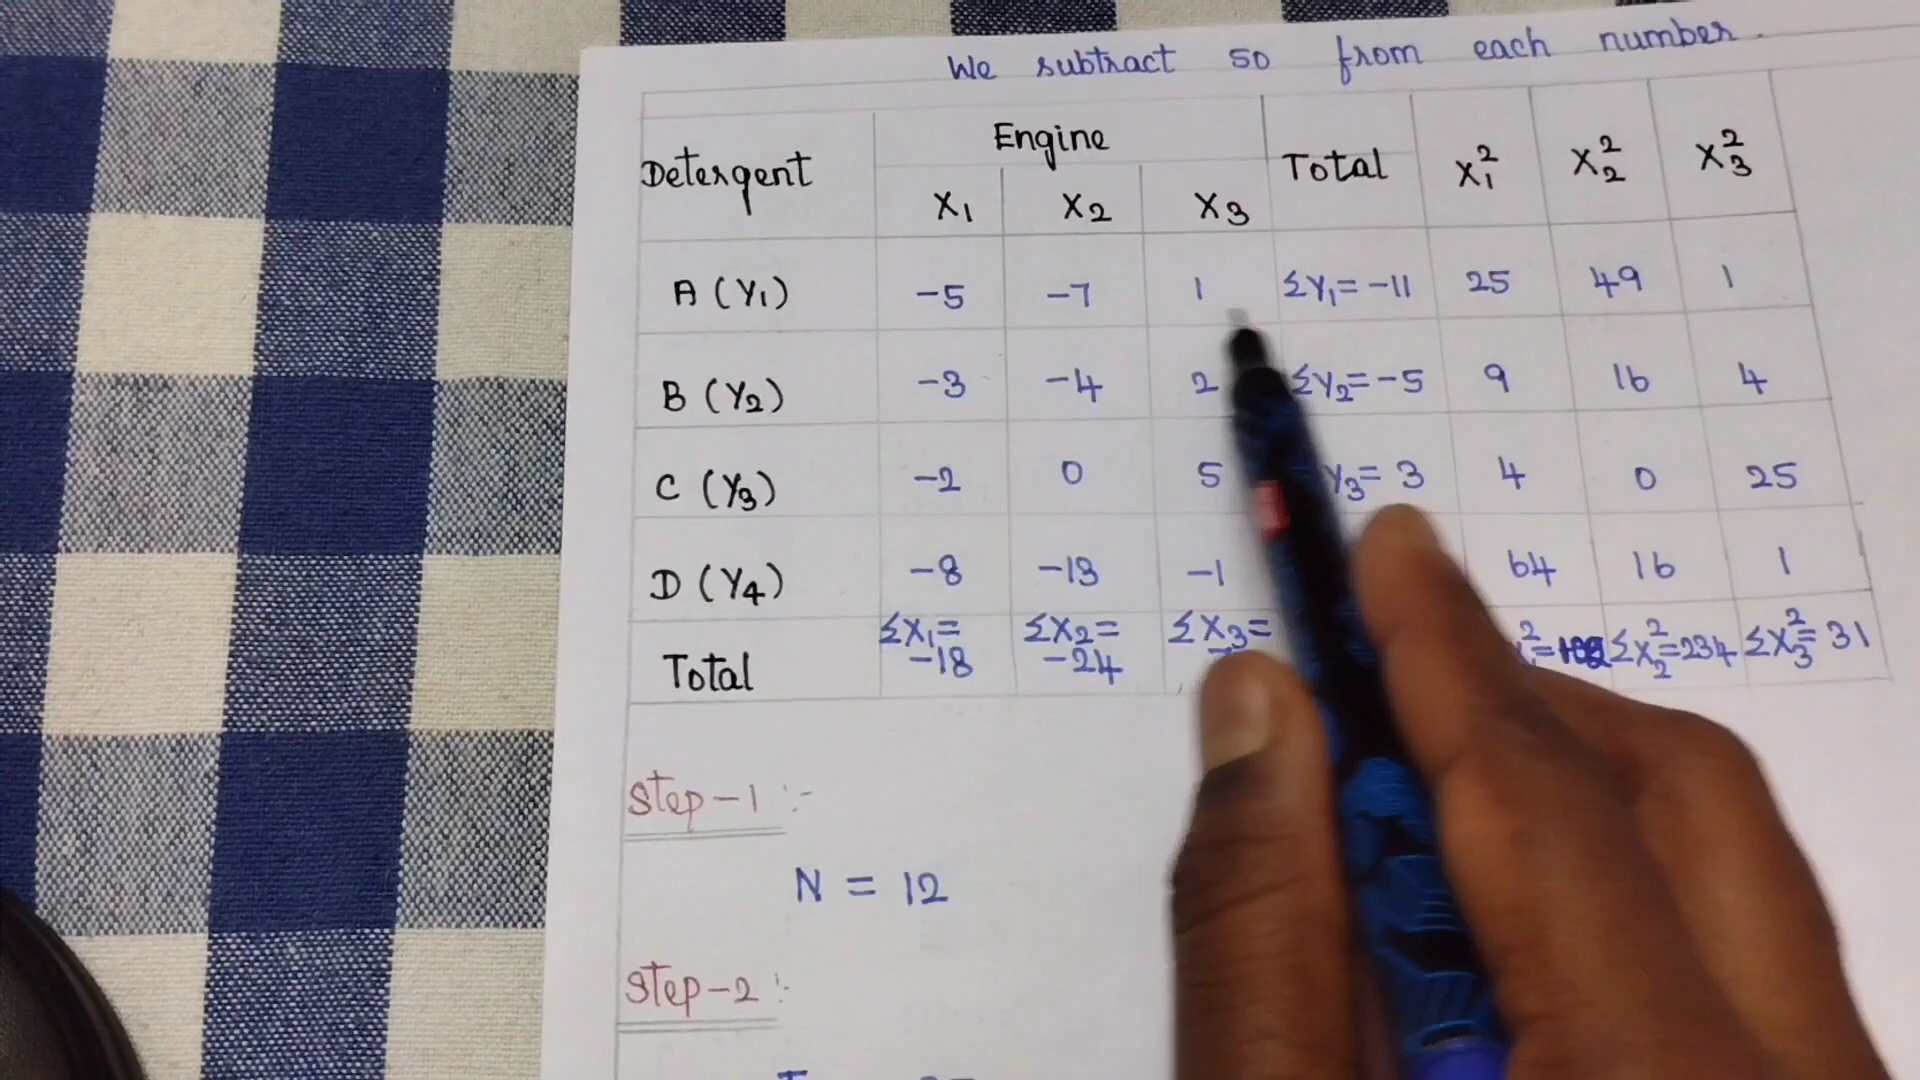 We subtract 50 from each number.
Detergent Engine Total X₁² X₂² X₃²
X₁ X₂ X₃
A (Y₁) -5 -7 1 ΣY₁= -11 25 49 1
B (Y₂) -3 -4 2 ΣY₂= -5 9 16 4
C (Y₃) -2 0 5 Y₃= 3 4 0 25
D (Y₄) -8 -13 -1 64 16 1
Total ΣX₁= -18 ΣX₂= -24 ΣX₃= ΣX₂²=234 ΣX₃²= 31
Step-1 :-
N = 12
Step-2 :-